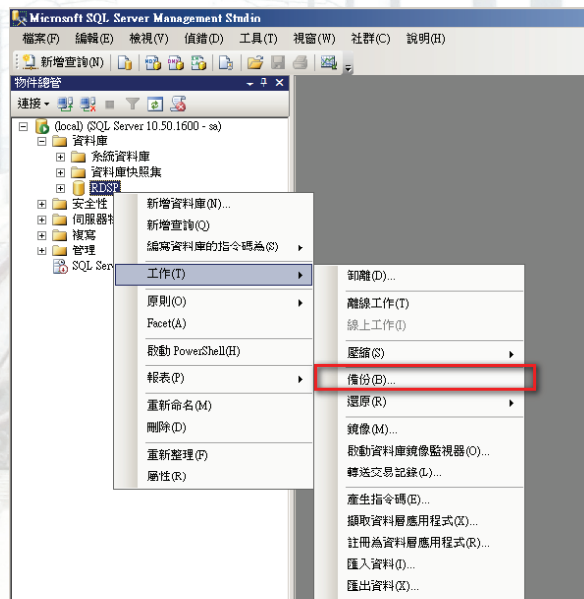 Microsoft SQL Server Management Studio
檔案(F) 編輯(E) 檢視(V) 偵錯(D) 工具(T) 視窗(W) 社群(C) 說明(H)
新增查詢(N)
物件總管
連接
(local) (SQL Server 10.50.1600 - sa)
資料庫
系統資料庫
資料庫快照集
RDSP
安全性
伺服器物
複寫
管理
SQL Ser
新增資料庫(N)...
新增查詢(Q)
編寫資料庫的指令碼為(S)
工作(T)
原則(O)
Facet(A)
啟動 PowerShell(H)
報表(P)
重新命名(M)
刪除(D)
重新整理(F)
屬性(R)
卸離(D)...
離線工作(T)
線上工作(I)
壓縮(S)
備份(B)...
還原(R)
鏡像(M)...
啟動資料庫鏡像監視器(O)...
轉送交易記錄(L)...
產生指令碼(E)...
擷取資料層應用程式(X)...
註冊為資料層應用程式(R)...
匯入資料(I)...
匯出資料(X)...